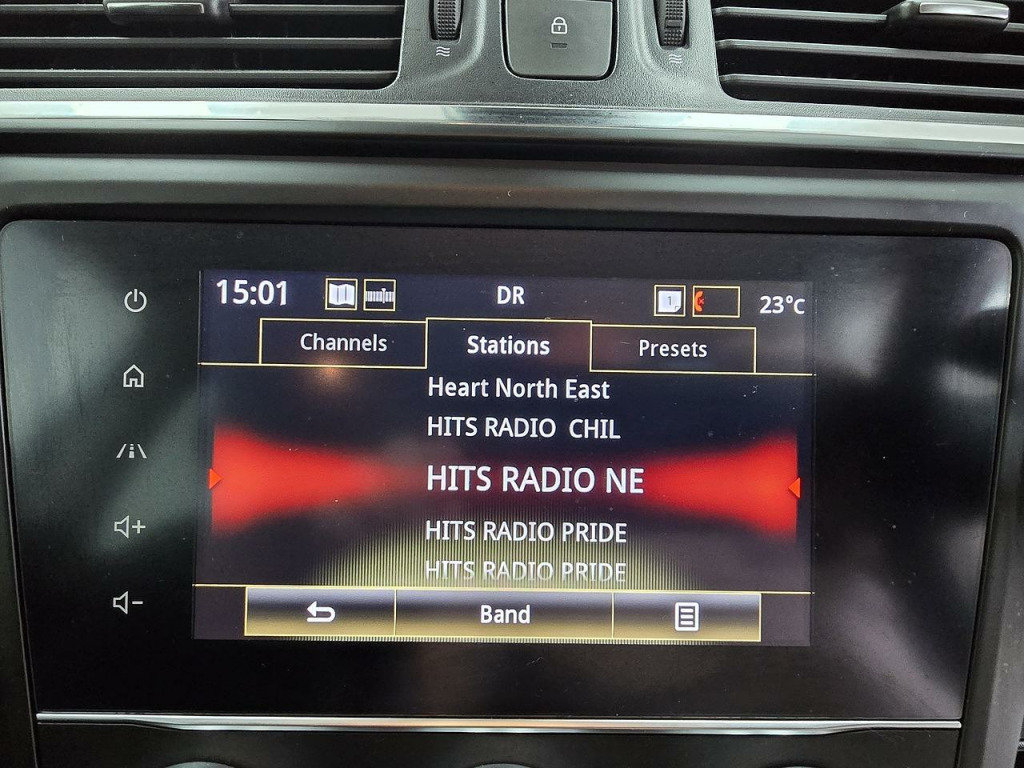 15:01 DR 1 23°C
Channels Stations Presets
Heart North East
HITS RADIO CHIL
HITS RADIO NE
HITS RADIO PRIDE
HITS RADIO PRIDE
Band